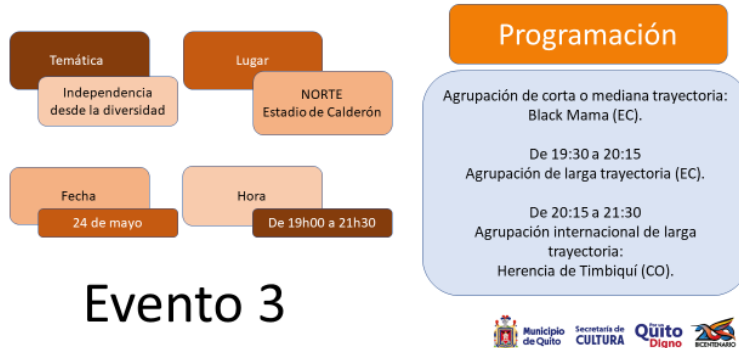 Temática
Independencia
desde la diversidad
Lugar
NORTE
Estadio de Calderón
Fecha
24 de mayo
Hora
De 19h00 a 21h30
Evento 3
Programación
Agrupación de corta o mediana trayectoria:
Black Mama (EC).
De 19:30 a 20:15
Agrupación de larga trayectoria (EC).
De 20:15 a 21:30
Agrupación internacional de larga
trayectoria:
Herencia de Timbiquí (CO).
Municipio
de Quito
Secretaría de
CULTURA
Quito
Digno
BICENTENARIO